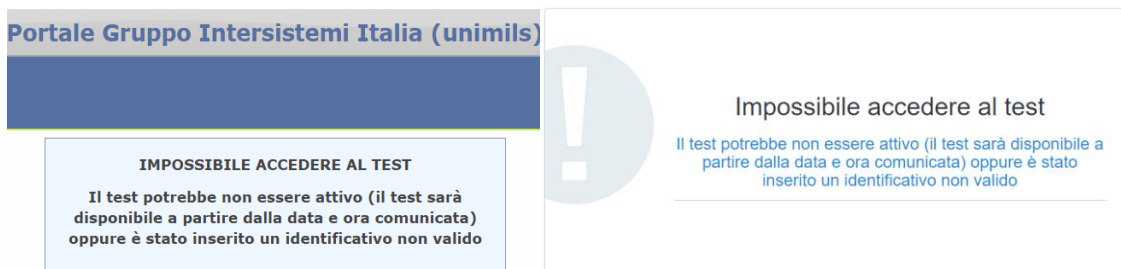 Portale Gruppo Intersistemi Italia (unimils)
IMPOSSIBILE ACCEDERE AL TEST
Il test potrebbe non essere attivo (il test sarà
disponibile a partire dalla data e ora comunicata)
oppure è stato inserito un identificativo non valido
Impossibile accedere al test
Il test potrebbe non essere attivo (il test sarà disponibile a
partire dalla data e ora comunicata) oppure è stato
inserito un identificativo non valido